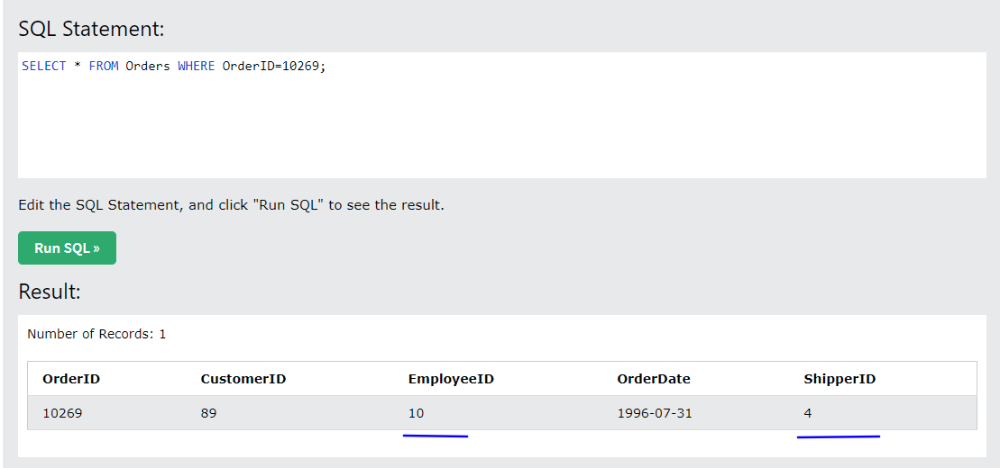 SQL Statement:
SELECT * FROM Orders WHERE OrderID=10269;
Edit the SQL Statement, and click "Run SQL" to see the result.
Run SQL »
Result:
Number of Records: 1
OrderID CustomerID EmployeeID OrderDate ShipperID
10269 89 10 1996-07-31 4